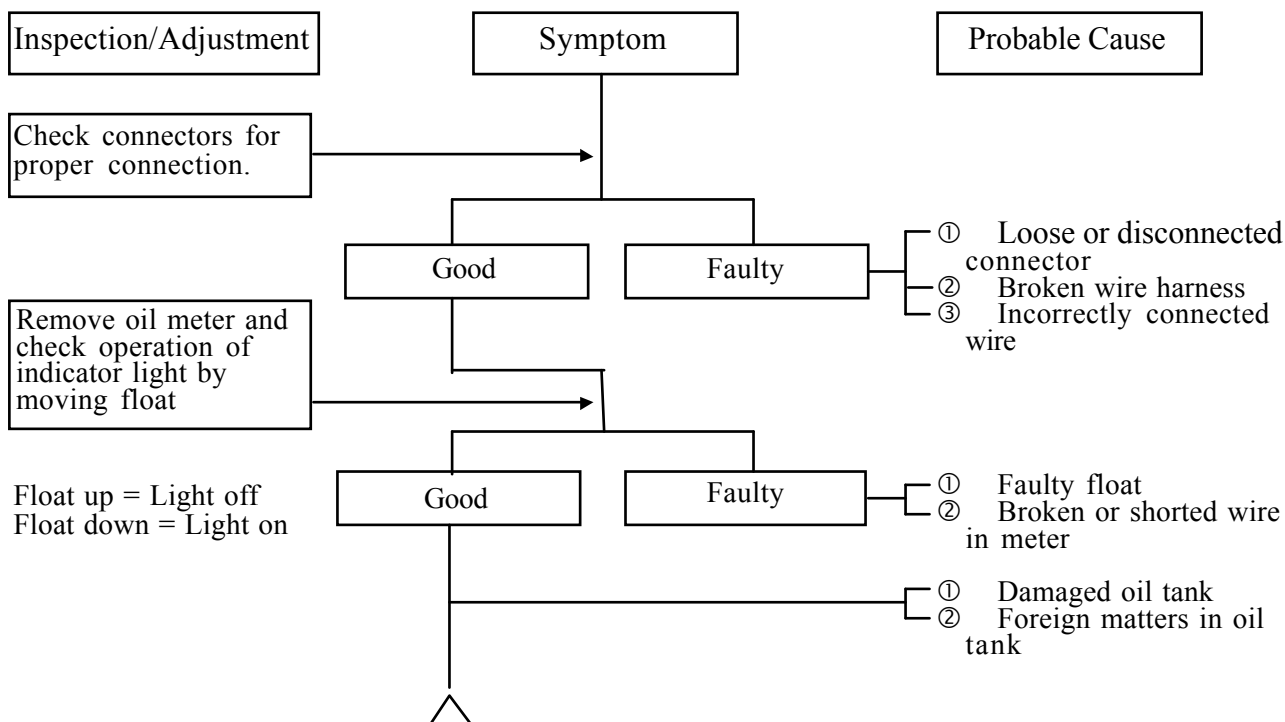 Inspection/Adjustment
Symptom
Probable Cause
Check connectors for
proper connection.
Good
Faulty
① Loose or disconnected
connector
② Broken wire harness
③ Incorrectly connected
wire
Remove oil meter and
check operation of
indicator light by
moving float
Float up = Light off
Float down = Light on
Good
Faulty
① Faulty float
② Broken or shorted wire
in meter
① Damaged oil tank
② Foreign matters in oil
tank